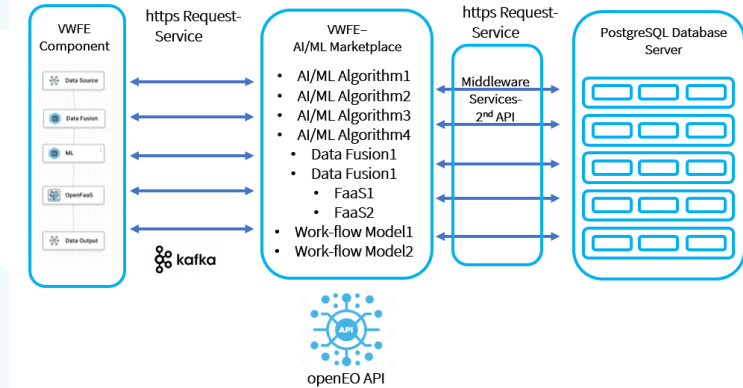 VWFE
Component
Data Source
Data Fusion
ML
OpenFaaS
Data Output
https Request-
Service
kafka
VWFE–
AI/ML Marketplace
• AI/ML Algorithm1
• AI/ML Algorithm2
• AI/ML Algorithm3
• AI/ML Algorithm4
• Data Fusion1
• Data Fusion1
• FaaS1
• FaaS2
• Work-flow Model1
• Work-flow Model2
API
openEO API
https Request-
Service
Middleware
Services-
2nd API
PostgreSQL Database
Server